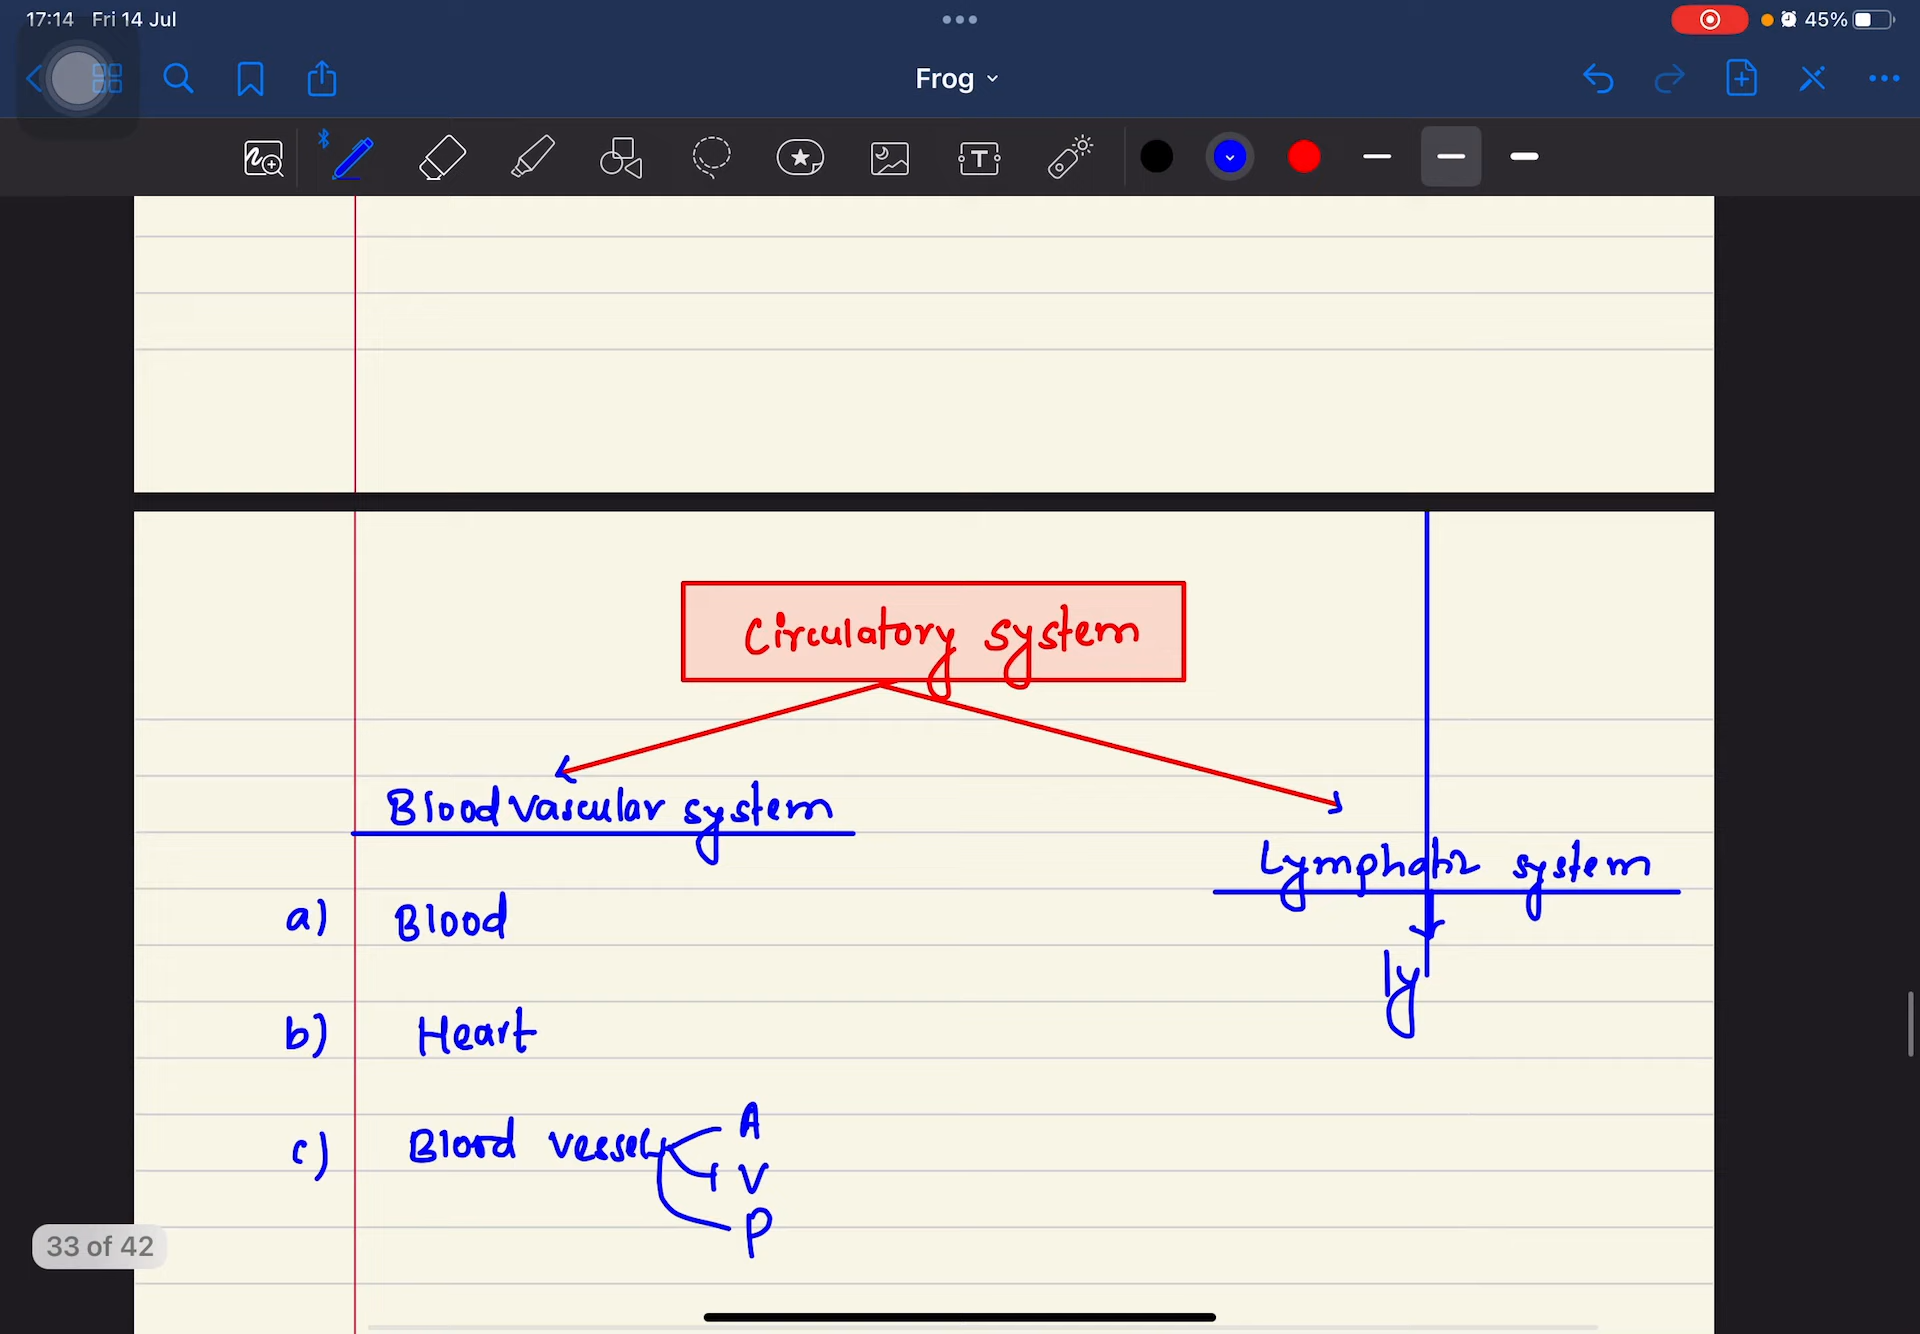 17:14 Fri 14 Jul
45%
Frog
T
Circulatory system
Blood vascular system
Lymphatic system
a) Blood
ly
b) Heart
c) Blood vessels
A
V
P
33 of 42